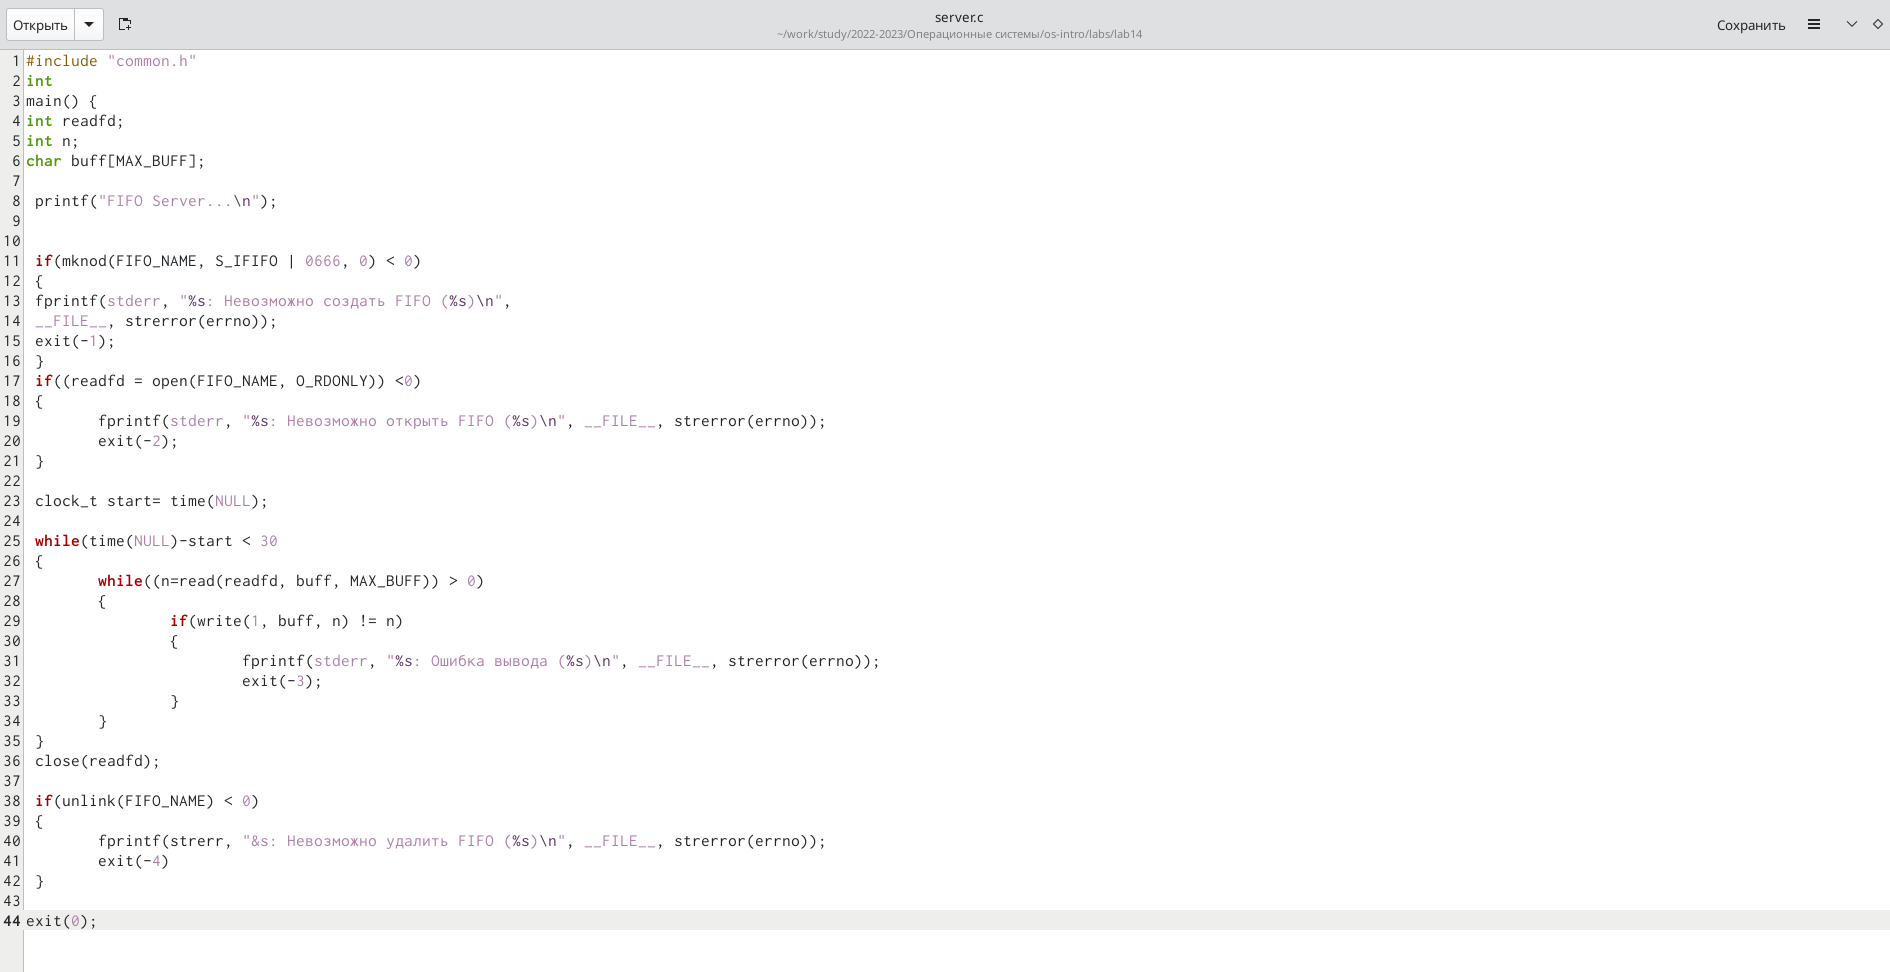 Открыть
server.c
~/work/study/2022-2023/Операционные системы/os-intro/labs/lab14
Сохранить
1 #include "common.h"
2 int
3 main() {
4 int readfd;
5 int n;
6 char buff[MAX_BUFF];
7
8 printf("FIFO Server...\n");
9
10
11 if(mknod(FIFO_NAME, S_IFIFO | 0666, 0) < 0)
12 {
13 fprintf(stderr, "%s: Невозможно создать FIFO (%s)\n",
14 __FILE__, strerror(errno));
15 exit(-1);
16 }
17 if((readfd = open(FIFO_NAME, O_RDONLY)) <0)
18 {
19 fprintf(stderr, "%s: Невозможно открыть FIFO (%s)\n", __FILE__, strerror(errno));
20 exit(-2);
21 }
22
23 clock_t start= time(NULL);
24
25 while(time(NULL)-start < 30
26 {
27 while((n=read(readfd, buff, MAX_BUFF)) > 0)
28 {
29 if(write(1, buff, n) != n)
30 {
31 fprintf(stderr, "%s: Ошибка вывода (%s)\n", __FILE__, strerror(errno));
32 exit(-3);
33 }
34 }
35 }
36 close(readfd);
37
38 if(unlink(FIFO_NAME) < 0)
39 {
40 fprintf(strerr, "&s: Невозможно удалить FIFO (%s)\n", __FILE__, strerror(errno));
41 exit(-4)
42 }
43
44 exit(0);